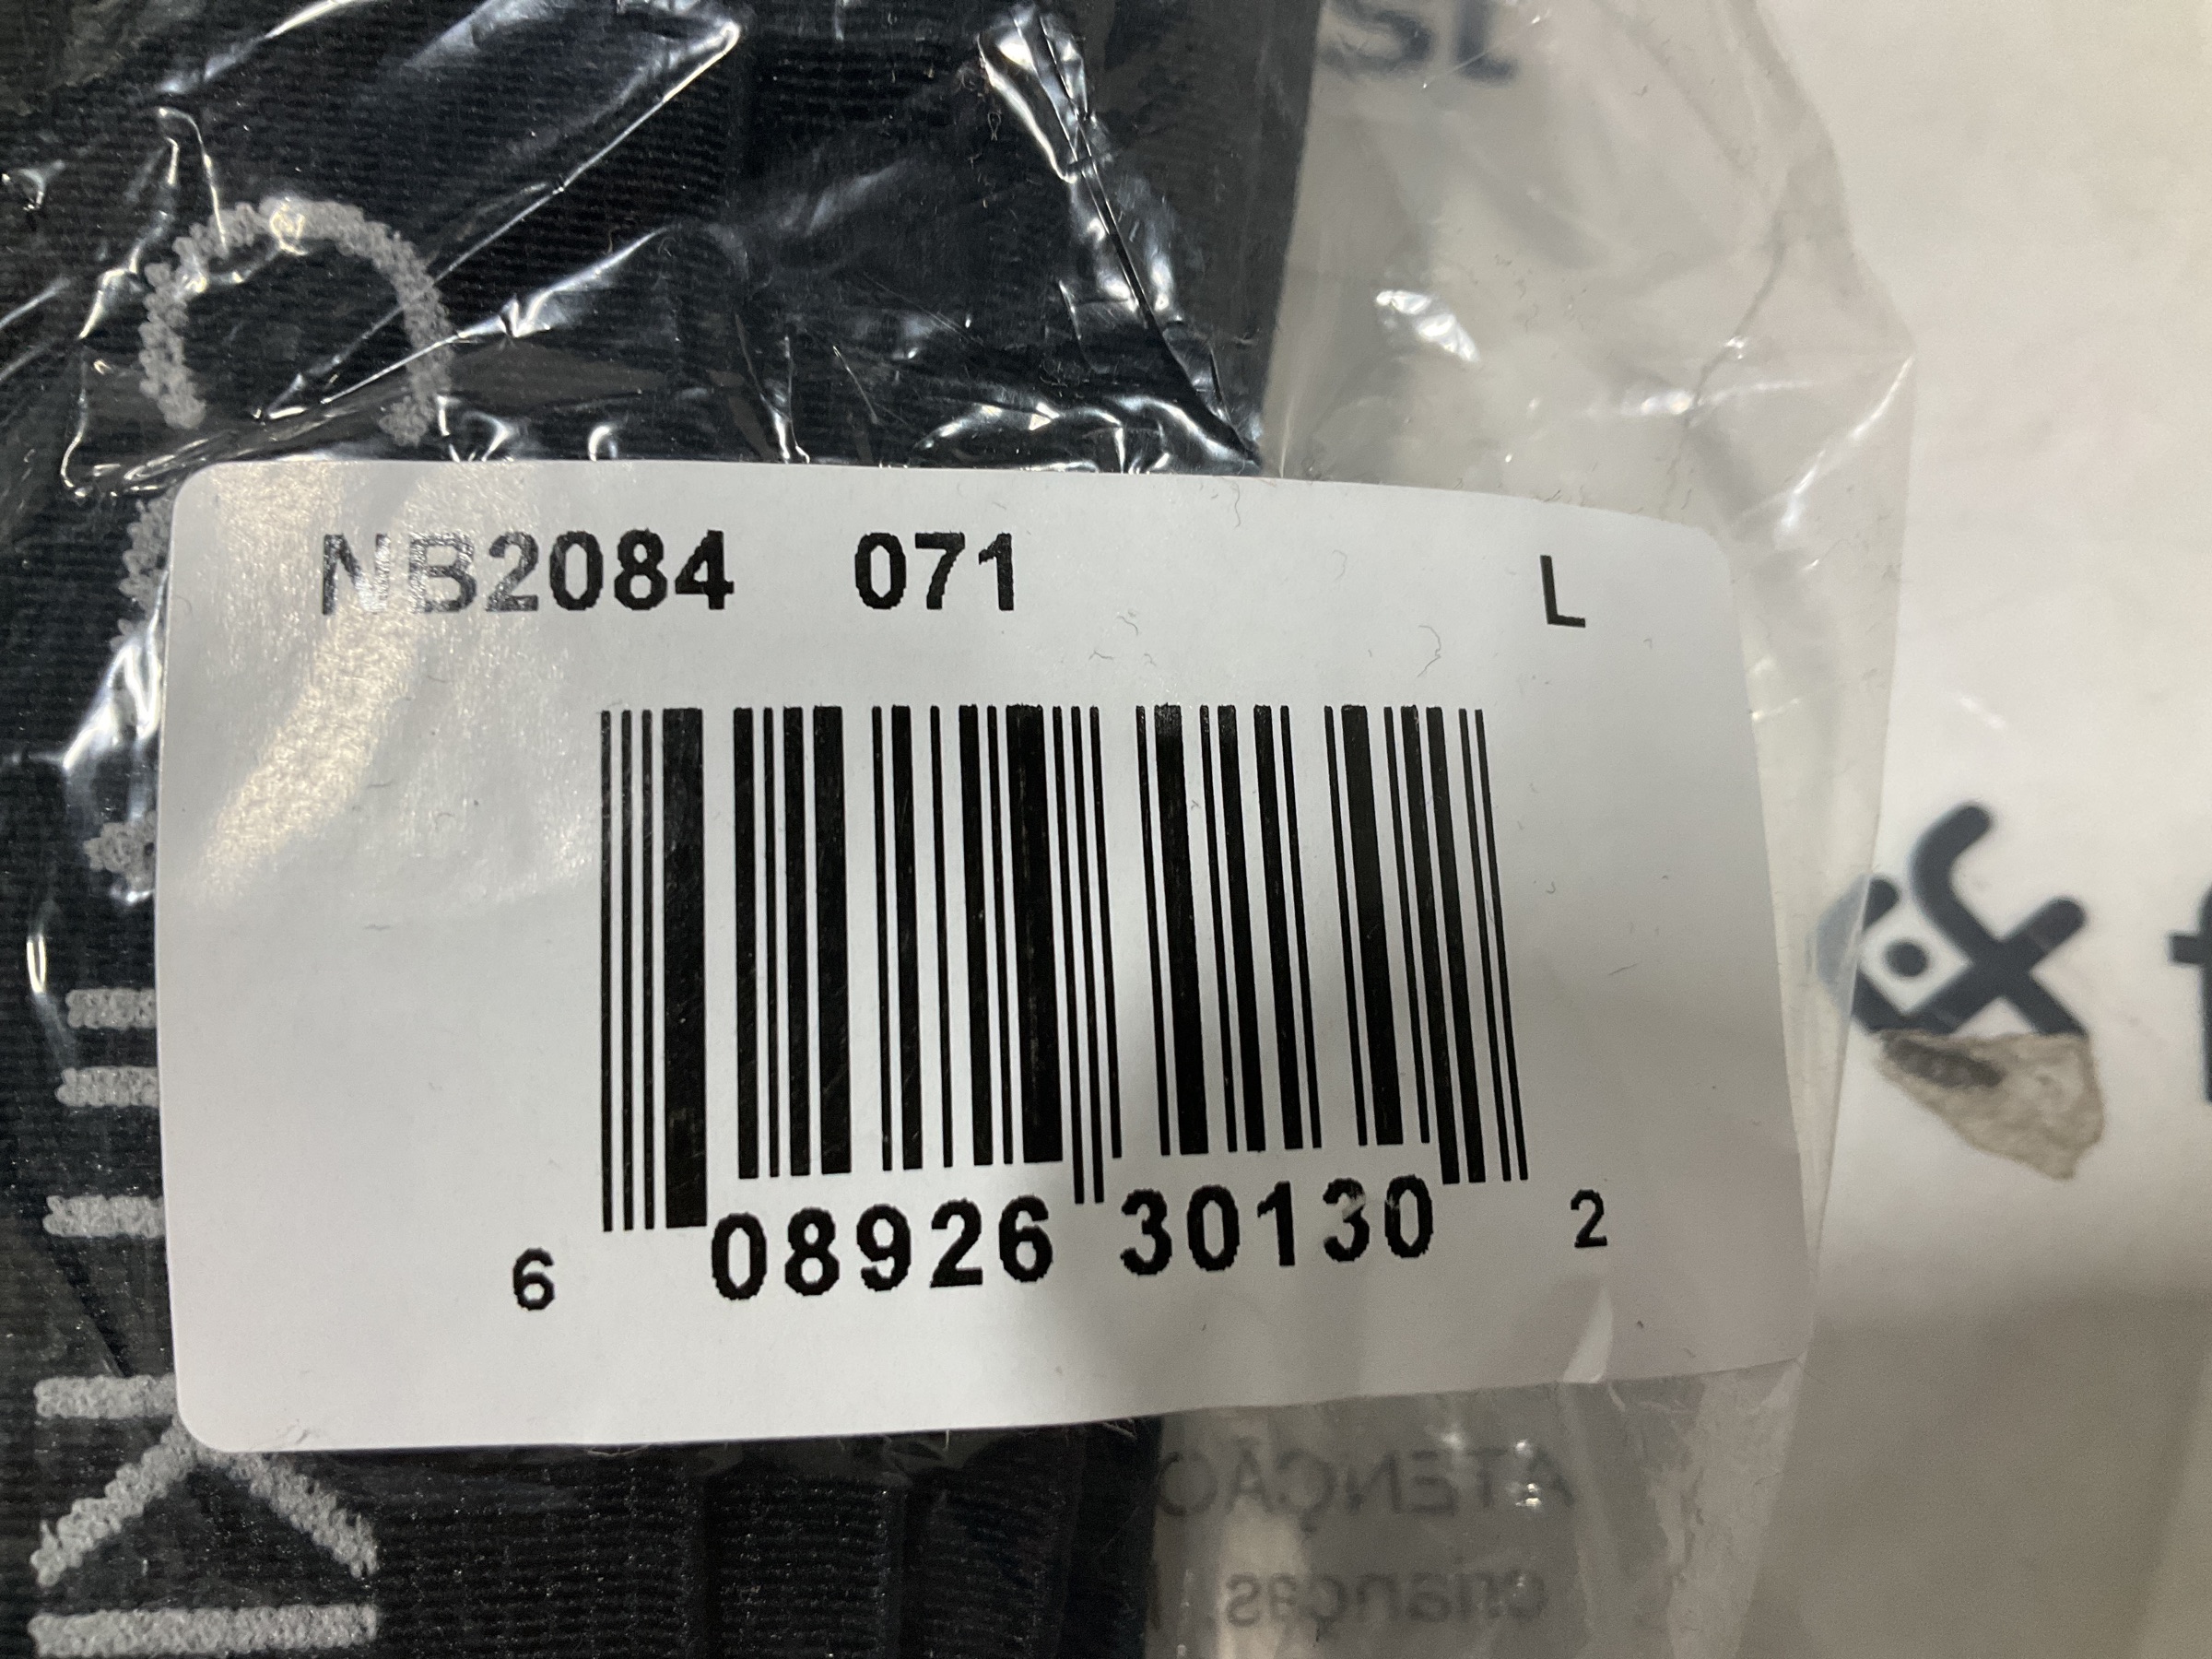 NB2084 071 L
6 08926 30130 2
ATENÇÃO
crianças.